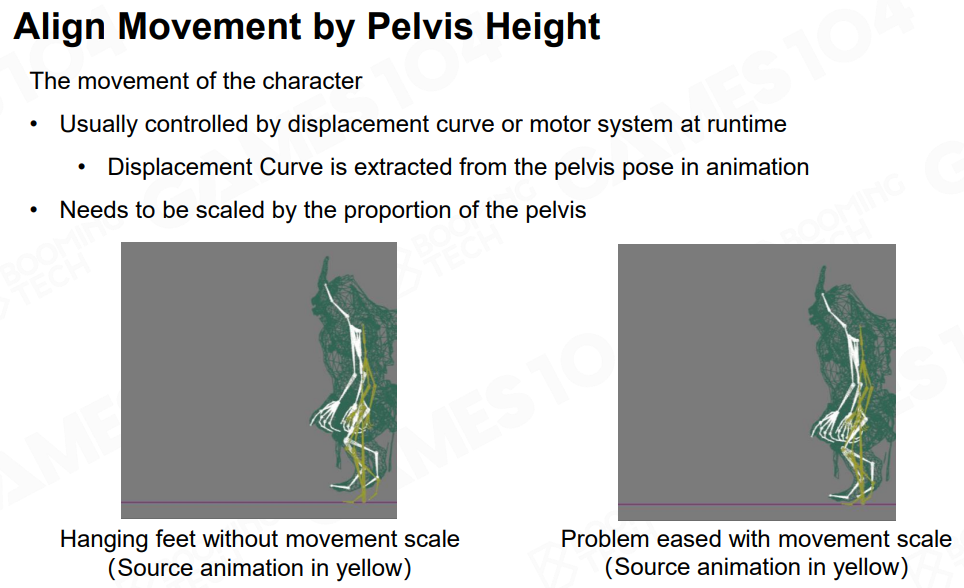 Align Movement by Pelvis Height
The movement of the character
• Usually controlled by displacement curve or motor system at runtime
• Displacement Curve is extracted from the pelvis pose in animation
• Needs to be scaled by the proportion of the pelvis
Hanging feet without movement scale
（Source animation in yellow）
Problem eased with movement scale
（Source animation in yellow）
GAMES104
BOOMING
TECH